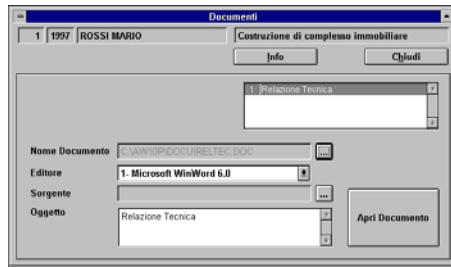 Documenti
1 1997 ROSSI MARIO Costruzione di complesso immobiliare
Info Chiudi
1 Relazione Tecnica
Nome Documento C:\AW10P\DOCU\RELTEC.DOC ...
Editore 1- Microsoft WinWord 6.0
Sorgente ...
Oggetto Relazione Tecnica
Apri Documento